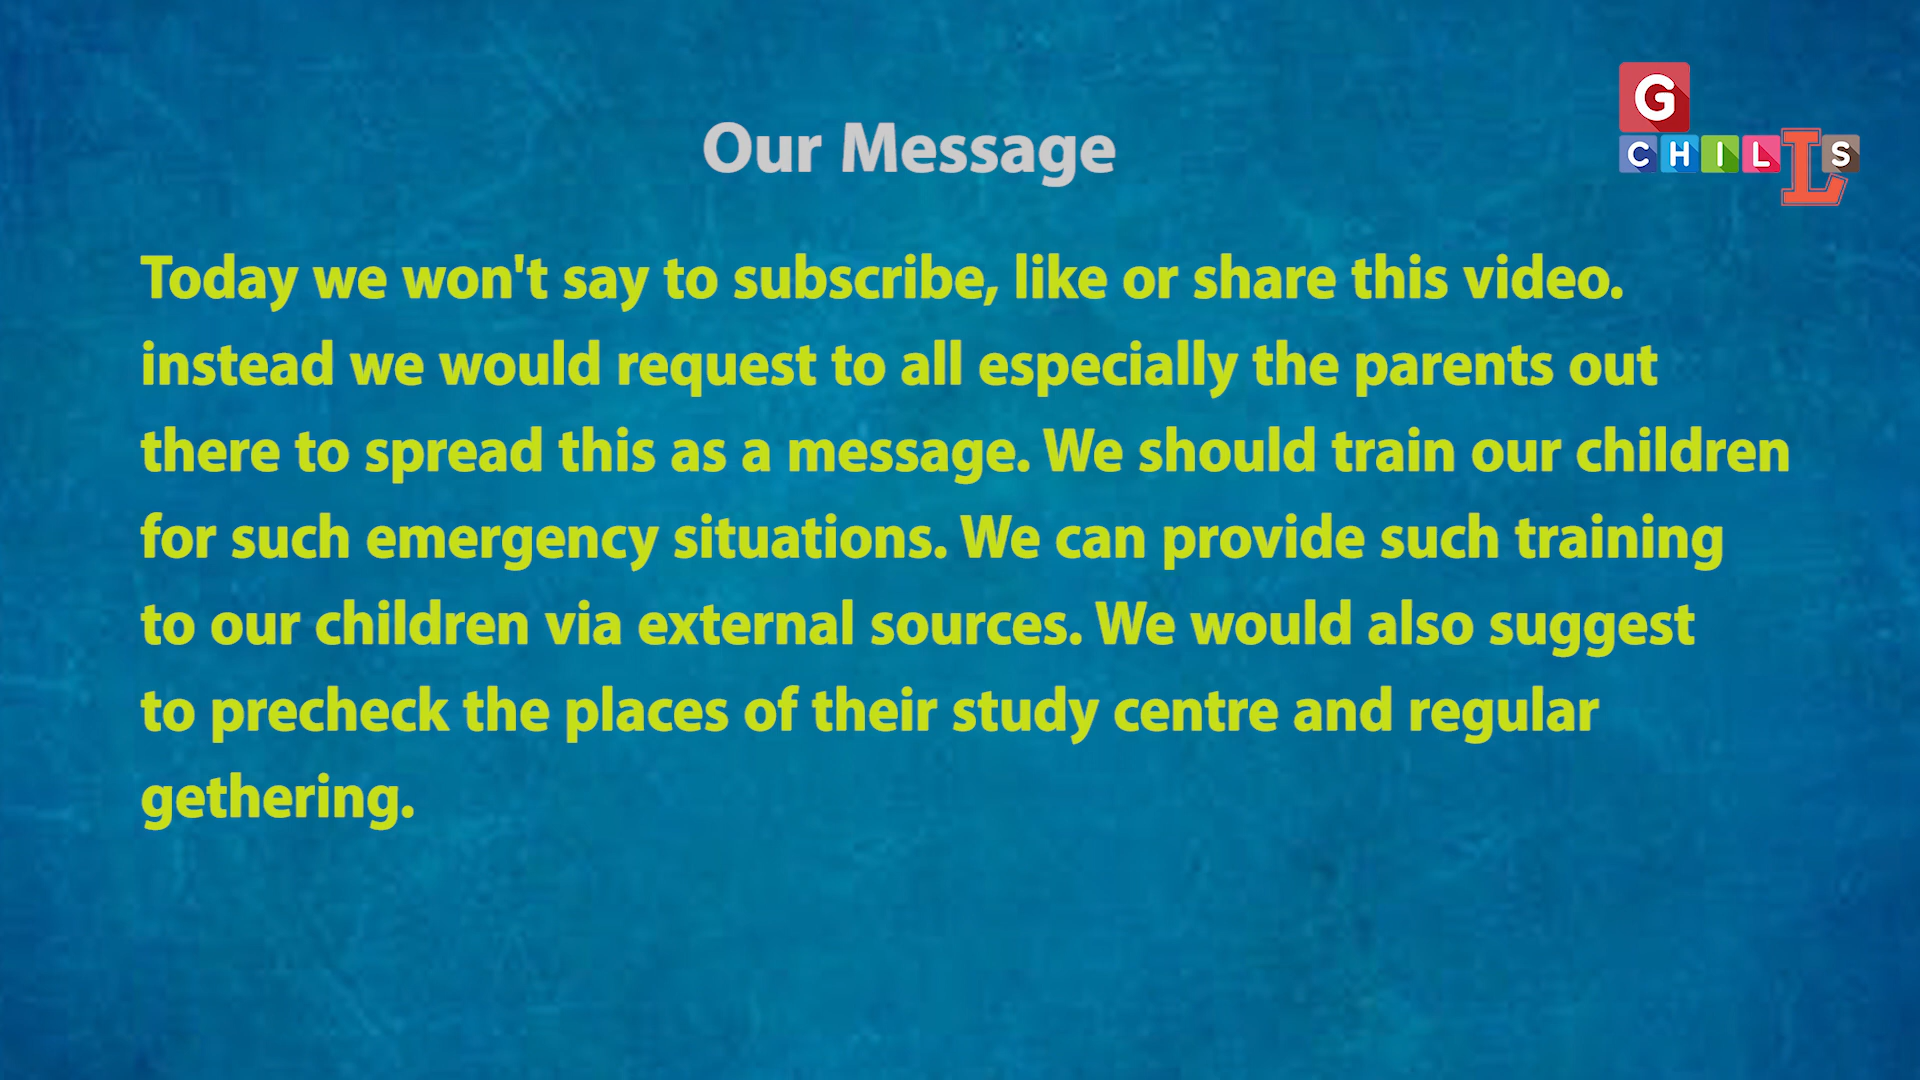 G
CHILLS
Our Message
Today we won't say to subscribe, like or share this video.
instead we would request to all especially the parents out
there to spread this as a message. We should train our children
for such emergency situations. We can provide such training
to our children via external sources. We would also suggest
to precheck the places of their study centre and regular
gethering.